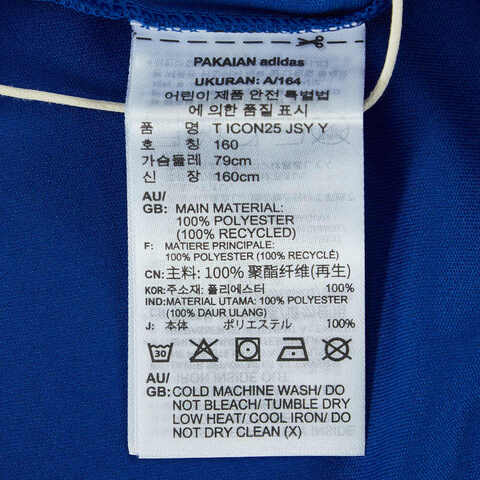 PAKAIAN adidas
UKURAN: A/164
어린이 제품 안전 특별법
에 의한 품질 표시
품 명 T ICON25 JSY Y
호 칭 160
가슴둘레 79cm
신 장 160cm
AU/
GB: MAIN MATERIAL:
100% POLYESTER
(100% RECYCLED)
F: MATIERE PRINCIPALE:
100% POLYESTER (100% RECYCLED)
CN: 主料: 100% 聚酯纤维(再生)
KOR: 주소재: 폴리에스터 100%
IND: MATERIAL UTAMA: 100% POLYESTER
(100% DAUR ULANG)
J: 本体 ポリエステル 100%
30
AU/
GB: COLD MACHINE WASH/ DO
NOT BLEACH/ TUMBLE DRY
LOW HEAT/ COOL IRON/ DO
NOT DRY CLEAN (X)